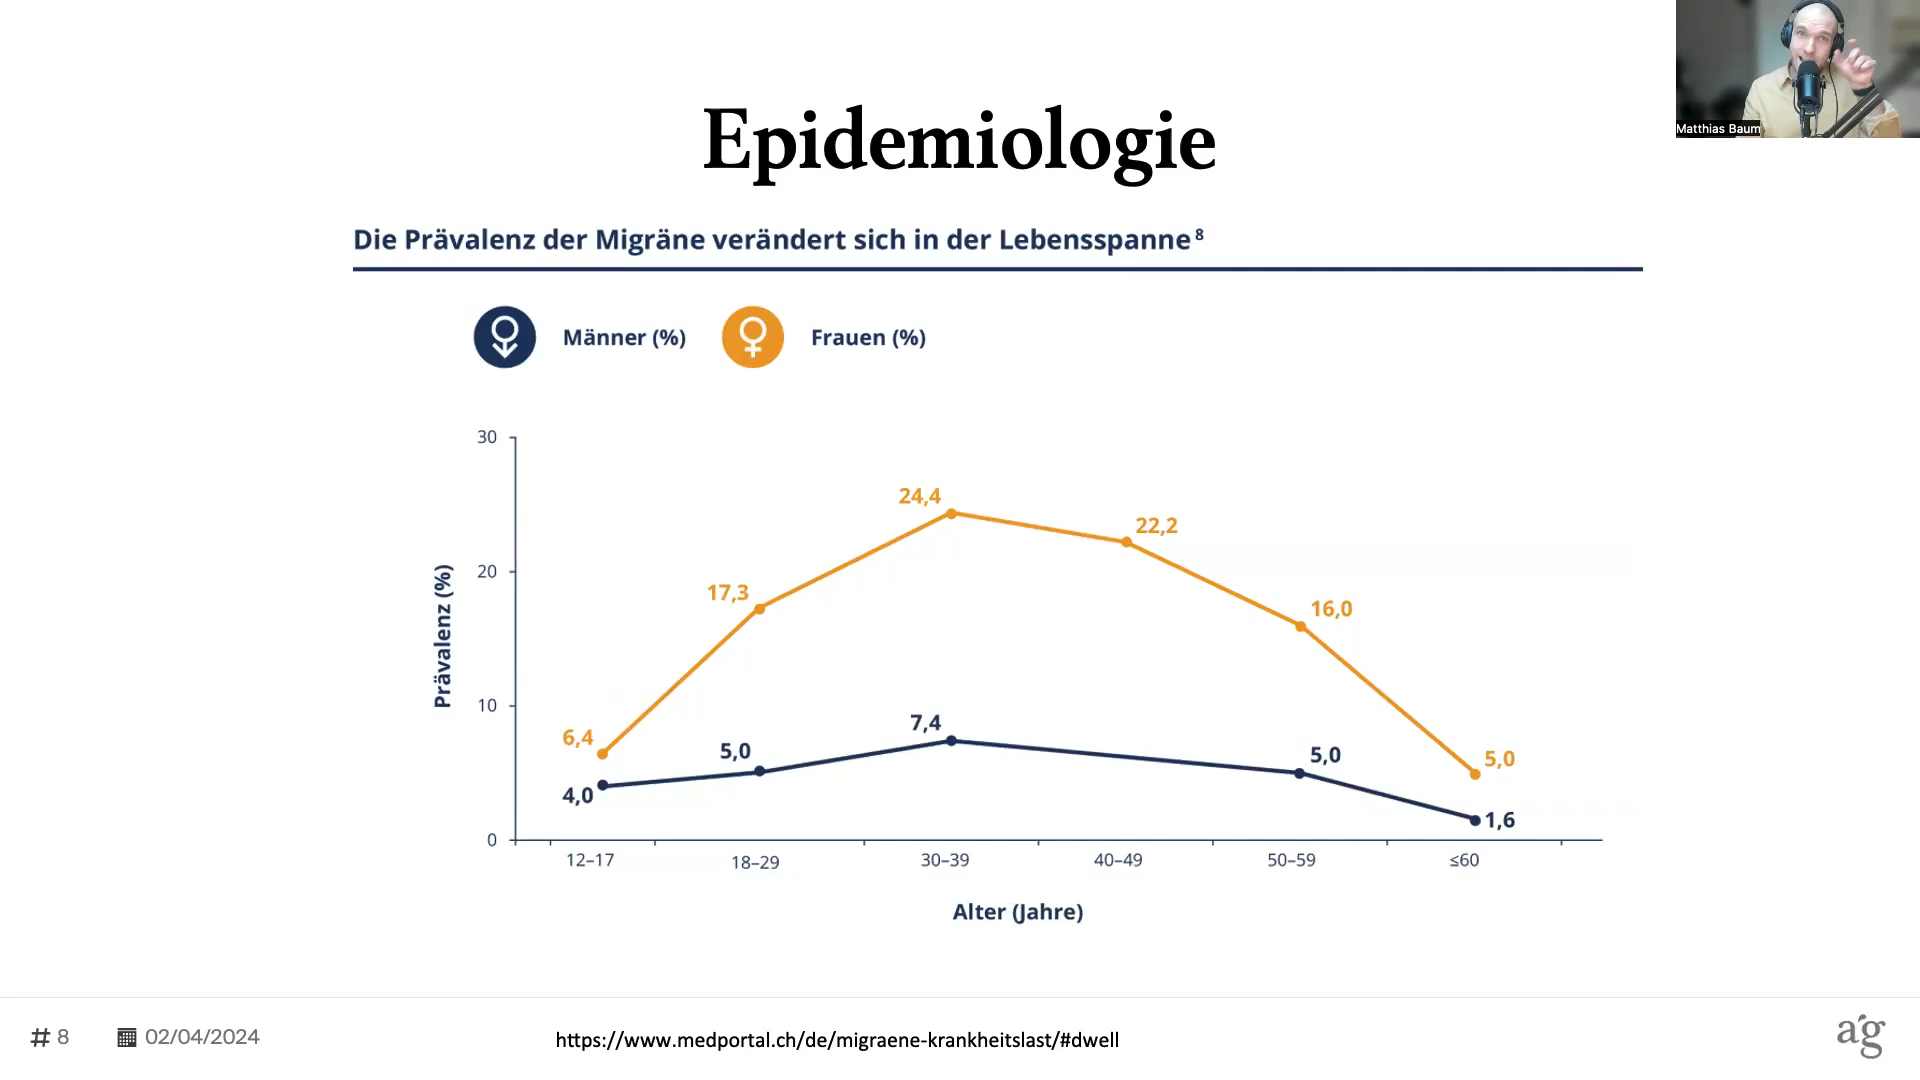 Matthias Baum
Epidemiologie
Die Prävalenz der Migräne verändert sich in der Lebensspanne⁸
Männer (%)
Frauen (%)
Prävalenz (%)
30
20
10
0
24,4
22,2
17,3
16,0
6,4
5,0
4,0
5,0
7,4
5,0
1,6
12–17
18–29
30–39
40–49
50–59
≤60
Alter (Jahre)
# 8
02/04/2024
https://www.medportal.ch/de/migraene-krankheitslast/#dwell
a'g